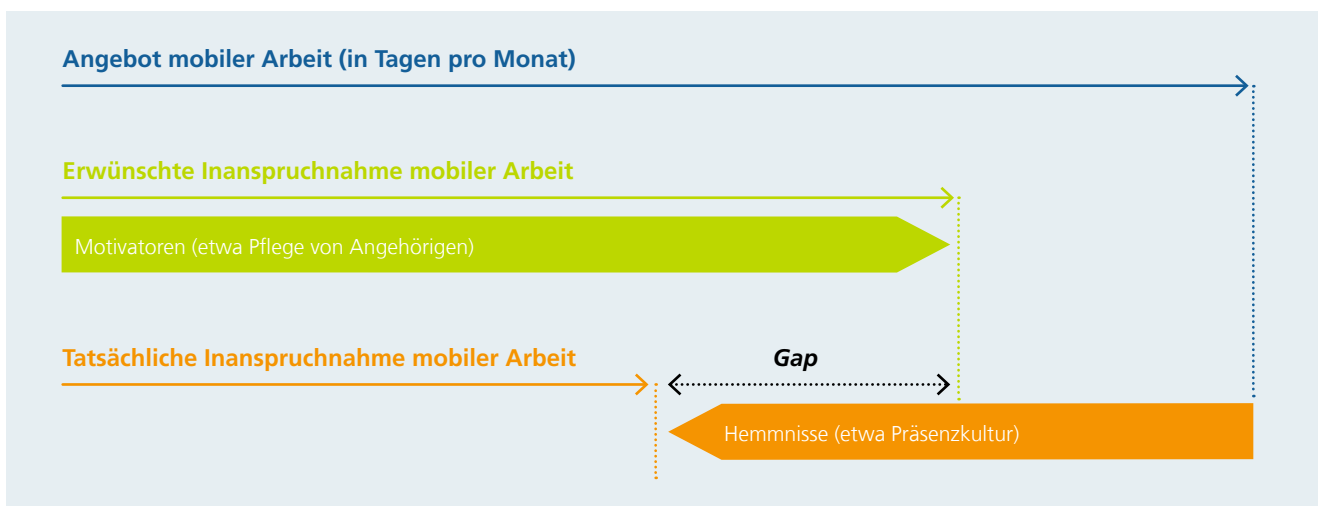 Angebot mobiler Arbeit (in Tagen pro Monat)
Erwünschte Inanspruchnahme mobiler Arbeit
Motivatoren (etwa Pflege von Angehörigen)
Tatsächliche Inanspruchnahme mobiler Arbeit
Gap
Hemmnisse (etwa Präsenzkultur)